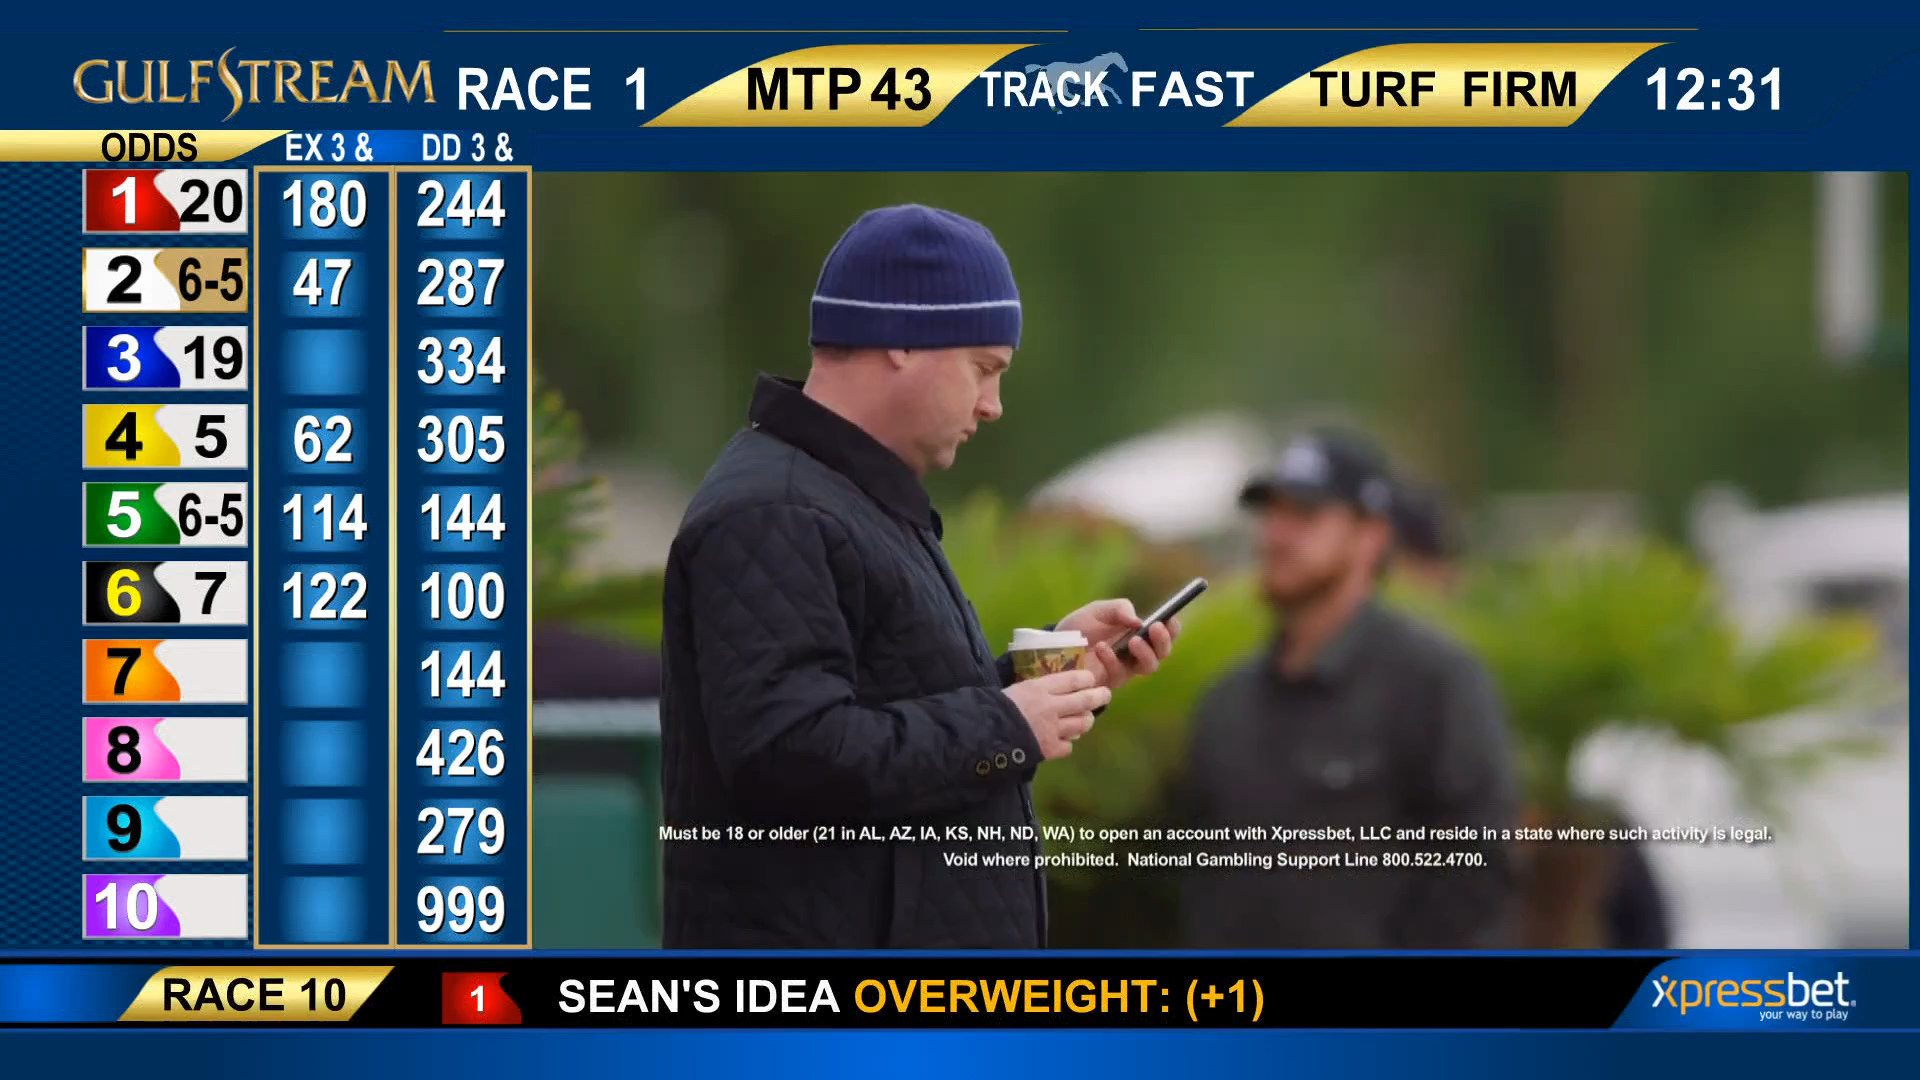 GULFSTREAM RACE 1 MTP 43 TRACK FAST TURF FIRM 12:31
ODDS EX 3 & DD 3 &
1 20 180 244
2 6-5 47 287
3 19 334
4 5 62 305
5 6-5 114 144
6 7 122 100
7 144
8 426
9 279
10 999
Must be 18 or older (21 in AL, AZ, IA, KS, NH, ND, WA) to open an account with Xpressbet, LLC and reside in a state where such activity is legal.
Void where prohibited. National Gambling Support Line 800.522.4700.
RACE 10 1 SEAN'S IDEA OVERWEIGHT: (+1) xpressbet
your way to play